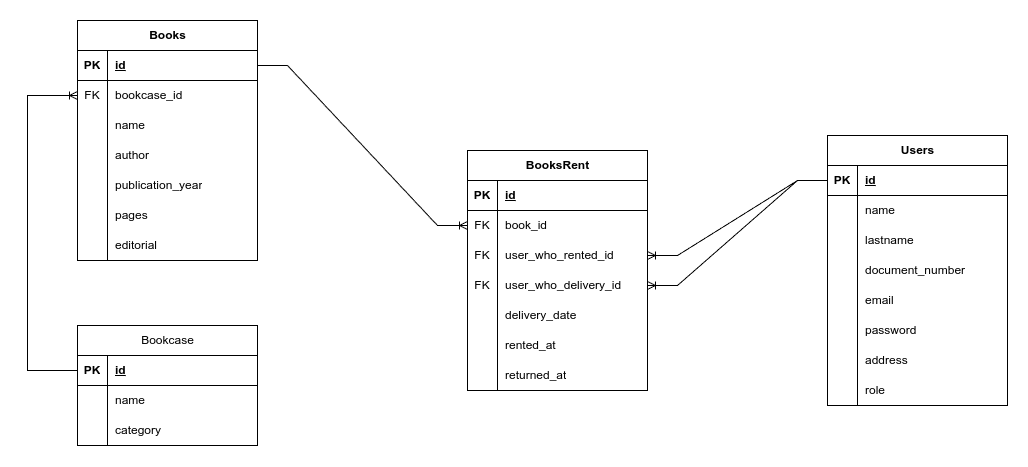 Books
PK id
FK bookcase_id
name
author
publication_year
pages
editorial
Bookcase
PK id
name
category
BooksRent
PK id
FK book_id
FK user_who_rented_id
FK user_who_delivery_id
delivery_date
rented_at
returned_at
Users
PK id
name
lastname
document_number
email
password
address
role